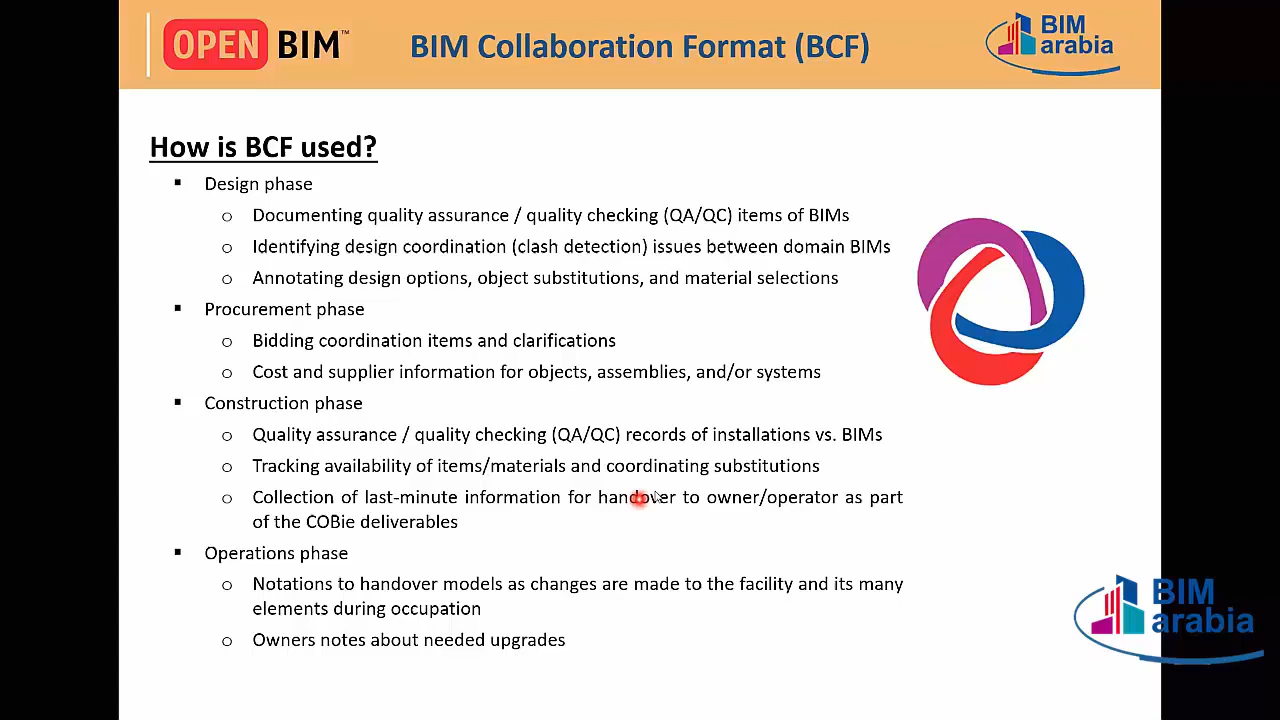 OPEN BIM™
BIM Collaboration Format (BCF)
BIM
arabia
How is BCF used?
▪ Design phase
o Documenting quality assurance / quality checking (QA/QC) items of BIMs
o Identifying design coordination (clash detection) issues between domain BIMs
o Annotating design options, object substitutions, and material selections
▪ Procurement phase
o Bidding coordination items and clarifications
o Cost and supplier information for objects, assemblies, and/or systems
▪ Construction phase
o Quality assurance / quality checking (QA/QC) records of installations vs. BIMs
o Tracking availability of items/materials and coordinating substitutions
o Collection of last-minute information for handover to owner/operator as part
of the COBie deliverables
▪ Operations phase
o Notations to handover models as changes are made to the facility and its many
elements during occupation
o Owners notes about needed upgrades
BIM
arabia